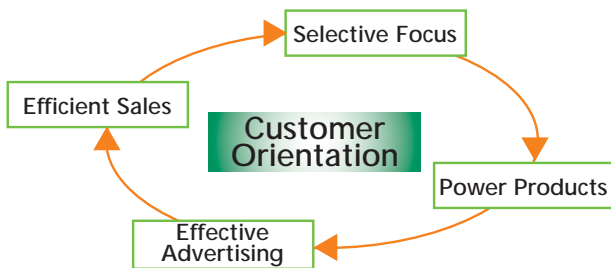 Selective Focus
Efficient Sales
Customer
Orientation
Power Products
Effective
Advertising